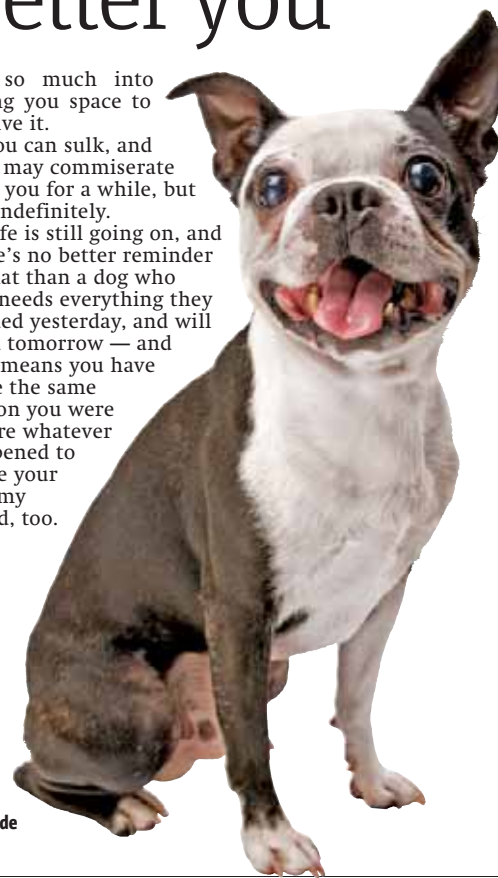 etter you
so much into
ng you space to
ve it.
ou can sulk, and
may commiserate
you for a while, but
ndefinitely.
fe is still going on, and
e’s no better reminder
at than a dog who
needs everything they
ed yesterday, and will
tomorrow — and
means you have
e the same
on you were
re whatever
pened to
e your
my
d, too.
de